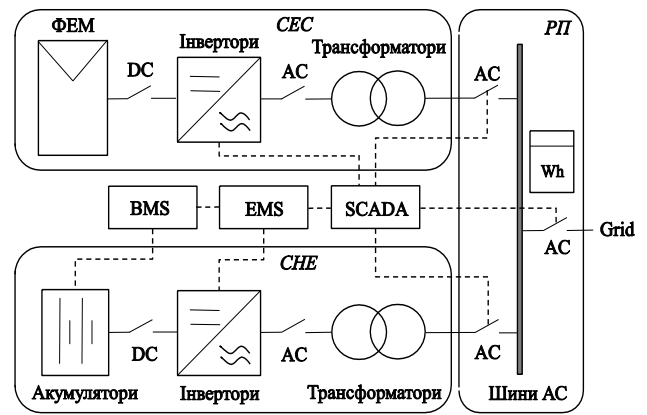 СЕС
РП
ФЕМ
Інвертори
Трансформатори
DC
AC
AC
Wh
BMS
EMS
SCADA
AC
Grid
СНЕ
DC
AC
AC
Акумулятори
Інвертори
Трансформатори
Шини АС